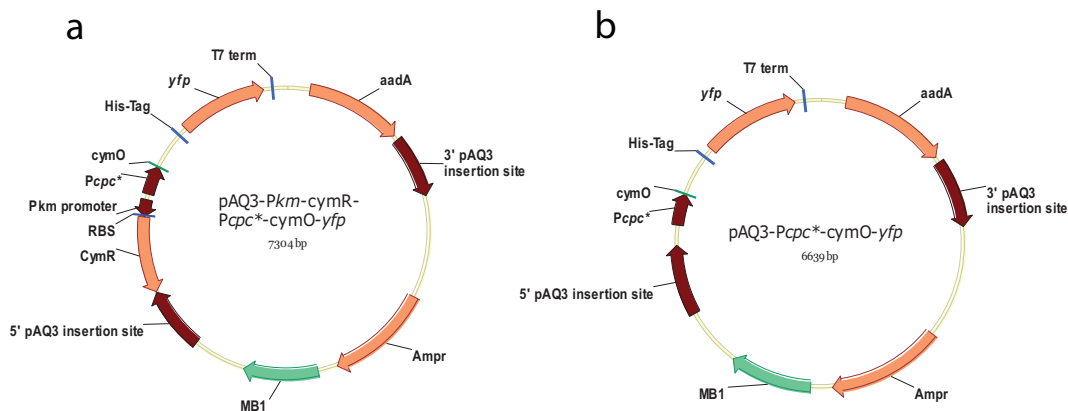 a
T7 term
yfp
aadA
His-Tag
cymO
Pcpc*
Pkm promoter
RBS
CymR
3' pAQ3
insertion site
pAQ3-Pkm-cymR-
Pcpc*-cymO-yfp
7304 bp
5' pAQ3 insertion site
Ampr
MB1
b
T7 term
yfp
aadA
His-Tag
cymO
Pcpc*
3' pAQ3
insertion site
pAQ3-Pcpc*-cymO-yfp
6639 bp
5' pAQ3 insertion site
Ampr
MB1